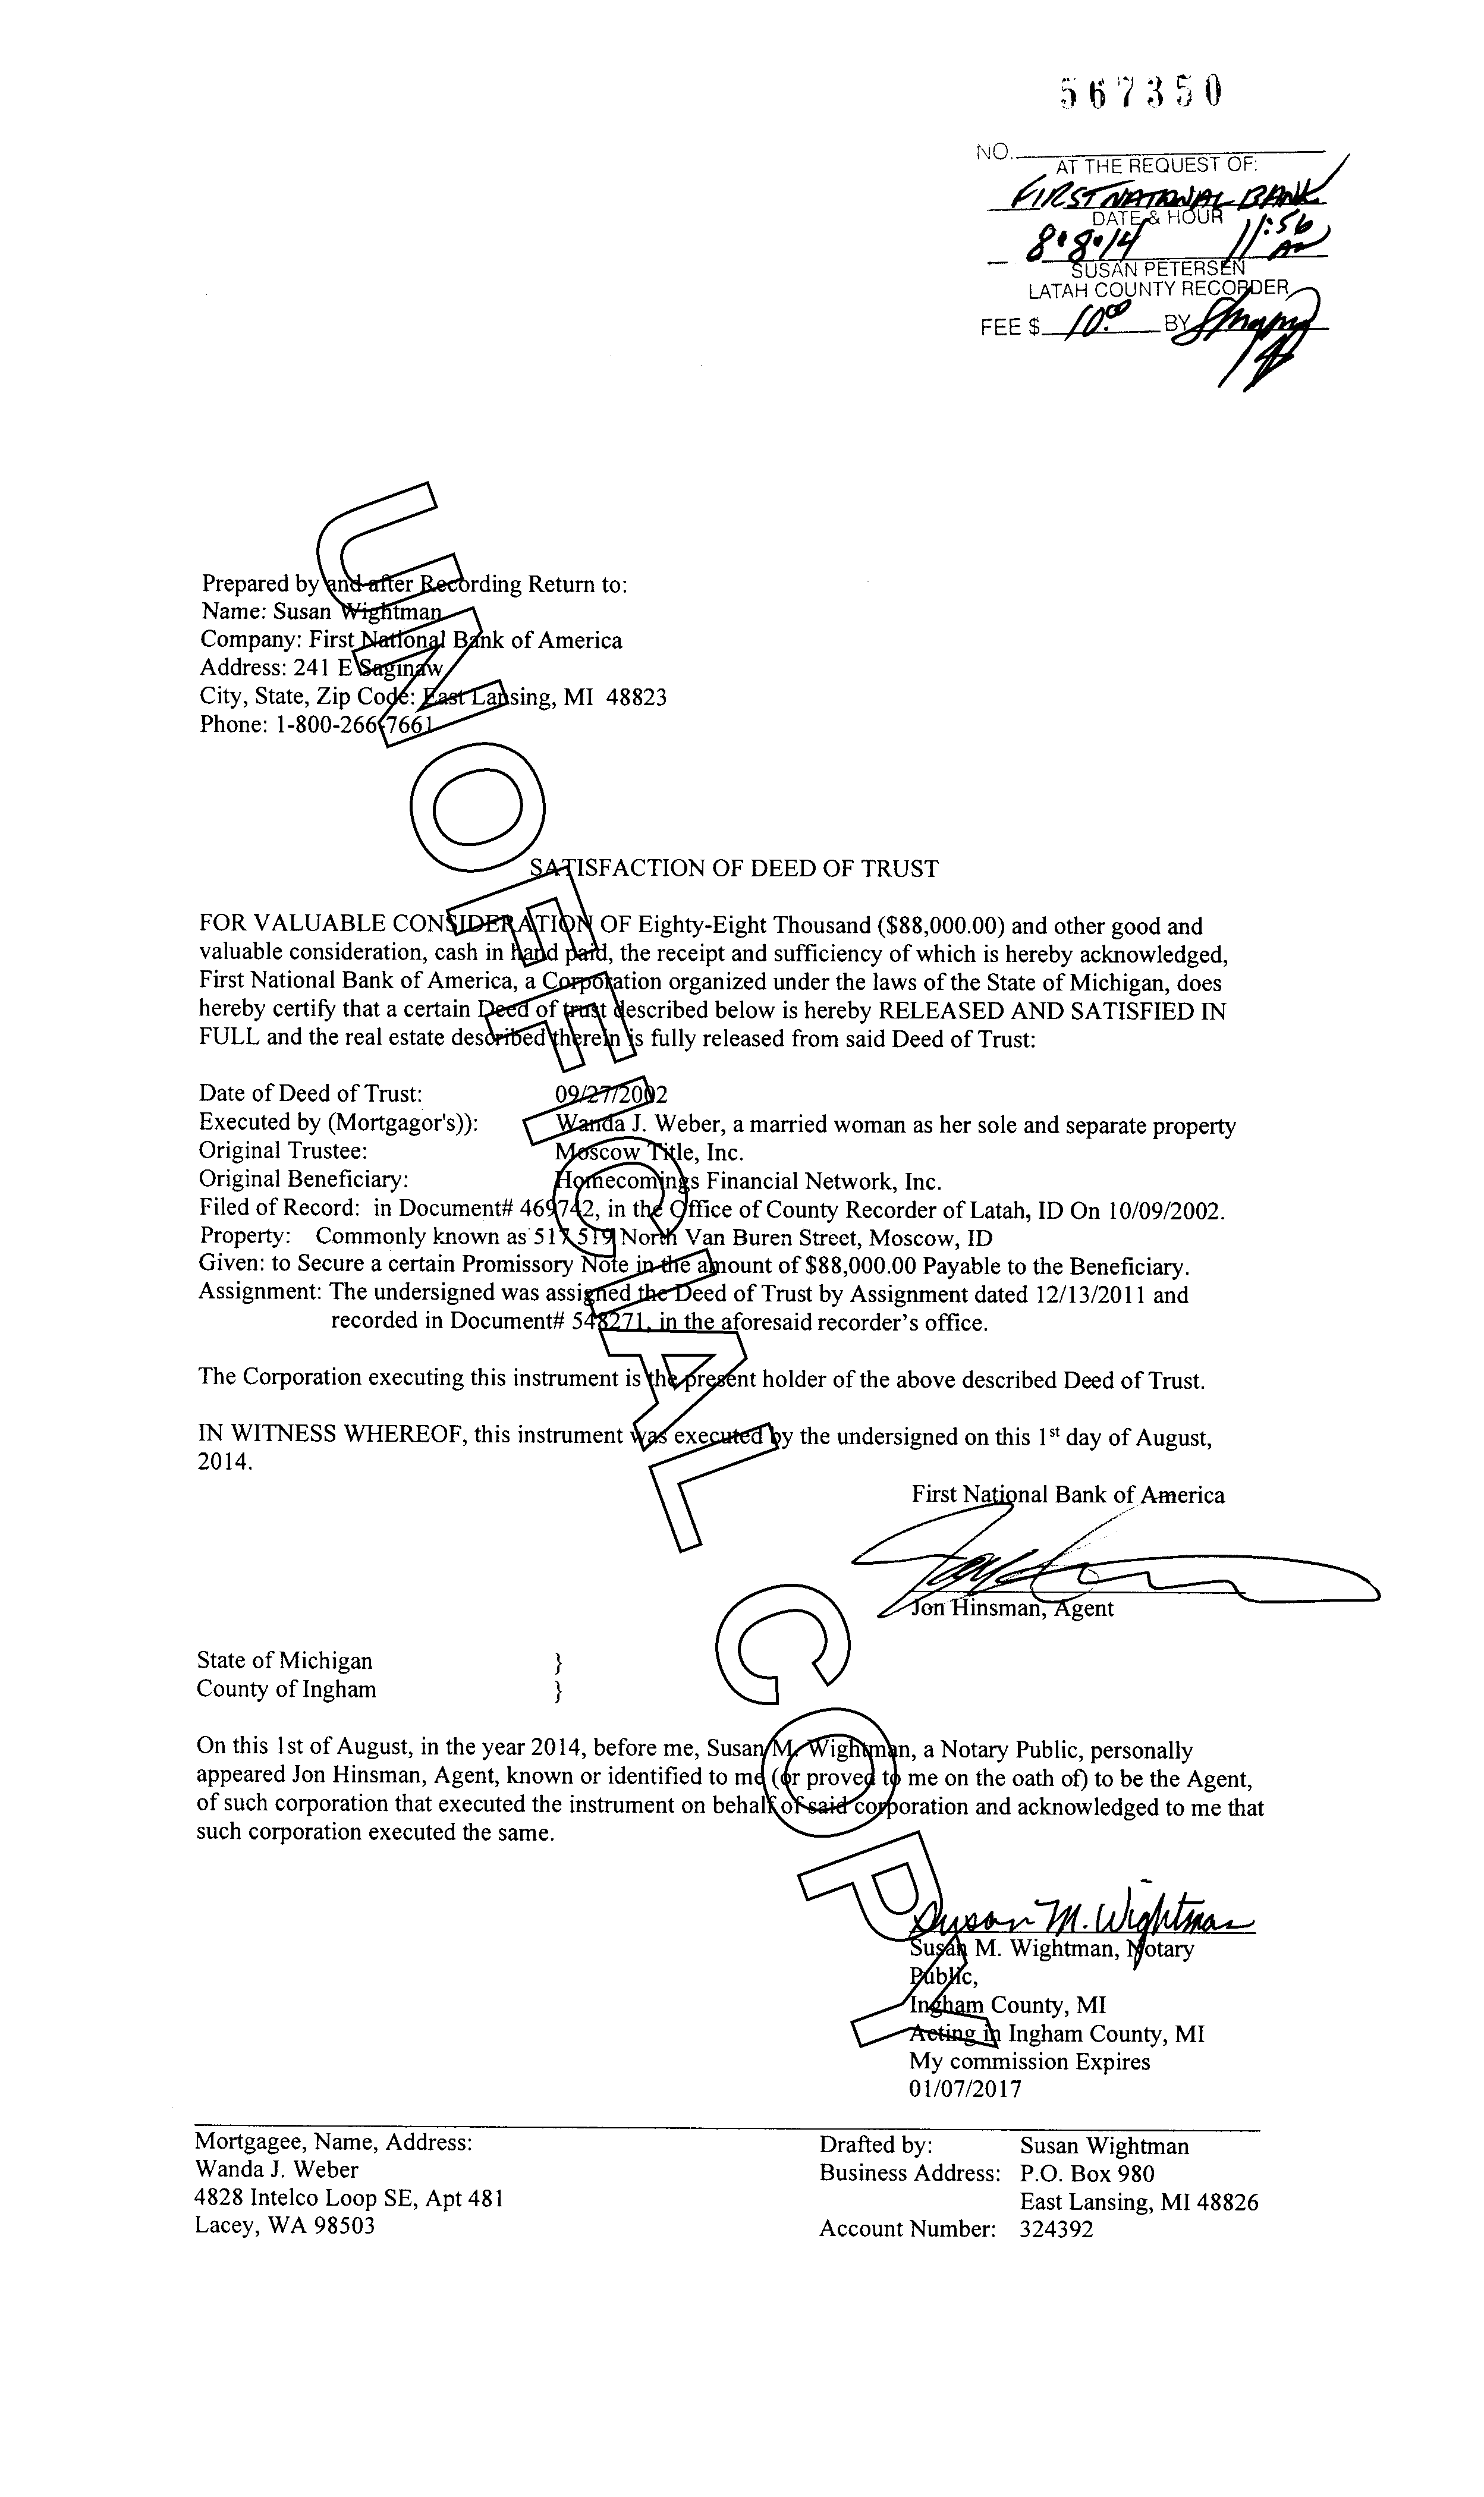 567350
NO.
AT THE REQUEST OF:
FIRST NATIONAL BANK
DATE & HOUR
8·8·14 11:56
SUSAN PETERSEN
LATAH COUNTY RECORDER
FEE $ 10.00 BY
Prepared by and after Recording Return to:
Name: Susan Wightman
Company: First National Bank of America
Address: 241 E Saginaw
City, State, Zip Code: East Lansing, MI 48823
Phone: 1-800-266-7661
SATISFACTION OF DEED OF TRUST
FOR VALUABLE CONSIDERATION OF Eighty-Eight Thousand ($88,000.00) and other good and
valuable consideration, cash in hand paid, the receipt and sufficiency of which is hereby acknowledged,
First National Bank of America, a Corporation organized under the laws of the State of Michigan, does
hereby certify that a certain Deed of trust described below is hereby RELEASED AND SATISFIED IN
FULL and the real estate described therein is fully released from said Deed of Trust:
Date of Deed of Trust: 09/27/2002
Executed by (Mortgagor's)): Wanda J. Weber, a married woman as her sole and separate property
Original Trustee: Moscow Title, Inc.
Original Beneficiary: Homecomings Financial Network, Inc.
Filed of Record: in Document# 469742, in the Office of County Recorder of Latah, ID On 10/09/2002.
Property: Commonly known as 517 519 North Van Buren Street, Moscow, ID
Given: to Secure a certain Promissory Note in the amount of $88,000.00 Payable to the Beneficiary.
Assignment: The undersigned was assigned the Deed of Trust by Assignment dated 12/13/2011 and
recorded in Document# 548271, in the aforesaid recorder's office.
The Corporation executing this instrument is the present holder of the above described Deed of Trust.
IN WITNESS WHEREOF, this instrument was executed by the undersigned on this 1st day of August,
2014.
First National Bank of America
Jon Hinsman, Agent
State of Michigan }
County of Ingham }
On this 1st of August, in the year 2014, before me, Susan M. Wightman, a Notary Public, personally
appeared Jon Hinsman, Agent, known or identified to me (or proved to me on the oath of) to be the Agent,
of such corporation that executed the instrument on behalf of said corporation and acknowledged to me that
such corporation executed the same.
Susan M. Wightman
Susan M. Wightman, Notary
Public,
Ingham County, MI
Acting in Ingham County, MI
My commission Expires
01/07/2017
Mortgagee, Name, Address:
Wanda J. Weber
4828 Intelco Loop SE, Apt 481
Lacey, WA 98503
Drafted by: Susan Wightman
Business Address: P.O. Box 980
East Lansing, MI 48826
Account Number: 324392
UNOFFICIAL COPY